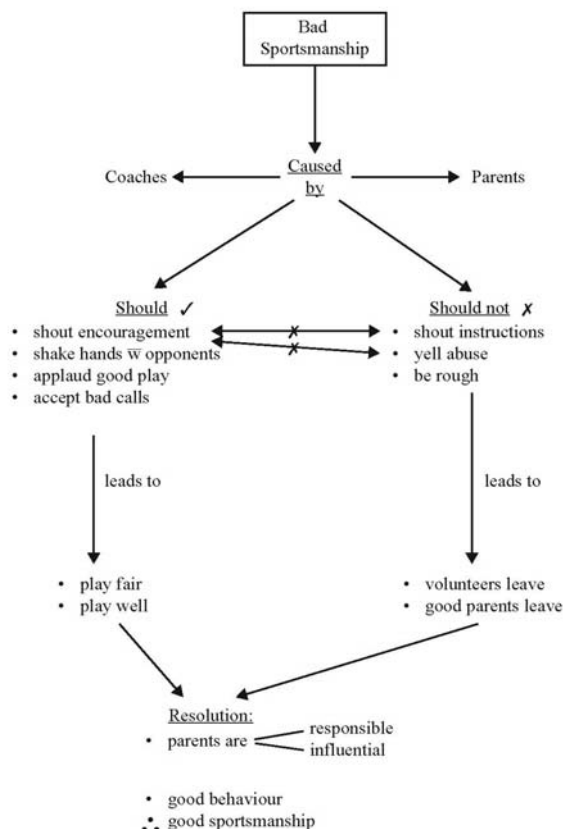 Bad
Sportsmanship
Coaches
Caused
by
Parents
Should ✓
• shout encouragement
• shake hands w̄ opponents
• applaud good play
• accept bad calls
Should not ✗
• shout instructions
• yell abuse
• be rough
✗
✗
leads to
leads to
• play fair
• play well
• volunteers leave
• good parents leave
Resolution:
• parents are
responsible
influential
• good behaviour
∴ good sportsmanship